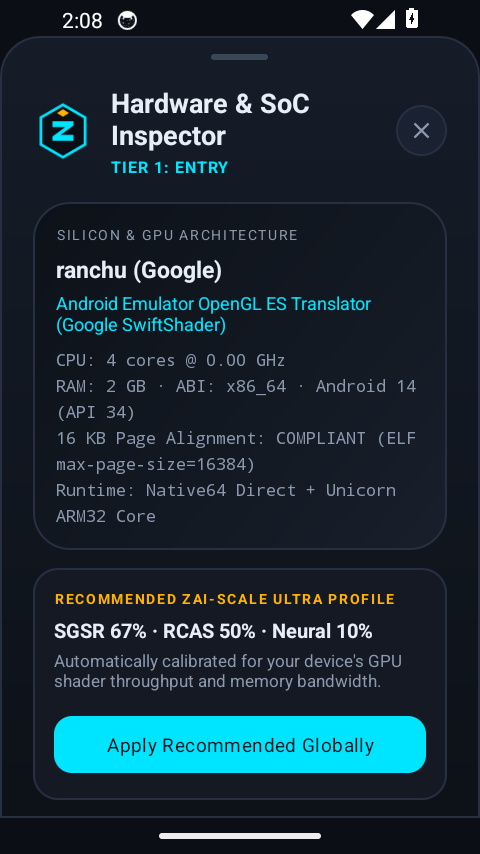 2:08
Hardware & SoC
Inspector
TIER 1: ENTRY
SILICON & GPU ARCHITECTURE
ranchu (Google)
Android Emulator OpenGL ES Translator
(Google SwiftShader)
CPU: 4 cores @ 0.00 GHz
RAM: 2 GB · ABI: x86_64 · Android 14
(API 34)
16 KB Page Alignment: COMPLIANT (ELF
max-page-size=16384)
Runtime: Native64 Direct + Unicorn
ARM32 Core
RECOMMENDED ZAI-SCALE ULTRA PROFILE
SGSR 67% · RCAS 50% · Neural 10%
Automatically calibrated for your device's GPU
shader throughput and memory bandwidth.
Apply Recommended Globally